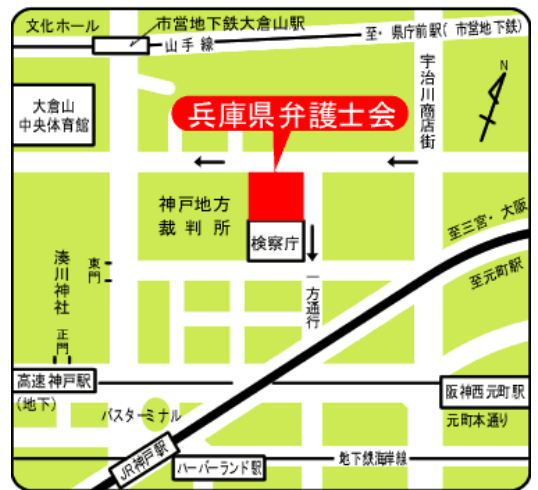 文化ホール
市営地下鉄大倉山駅
山手線
至・県庁前駅(市営地下鉄)
N
大倉山
中央体育館
宇治川商店街
兵庫県弁護士会
神戸地方
裁判所
検察庁
至三宮・大阪
至元町駅
湊川神社
東門
正門
一方通行
高速神戸駅
(地下)
阪神西元町駅
元町本通り
バスターミナル
JR神戸駅
ハーバーランド駅
地下鉄海岸線